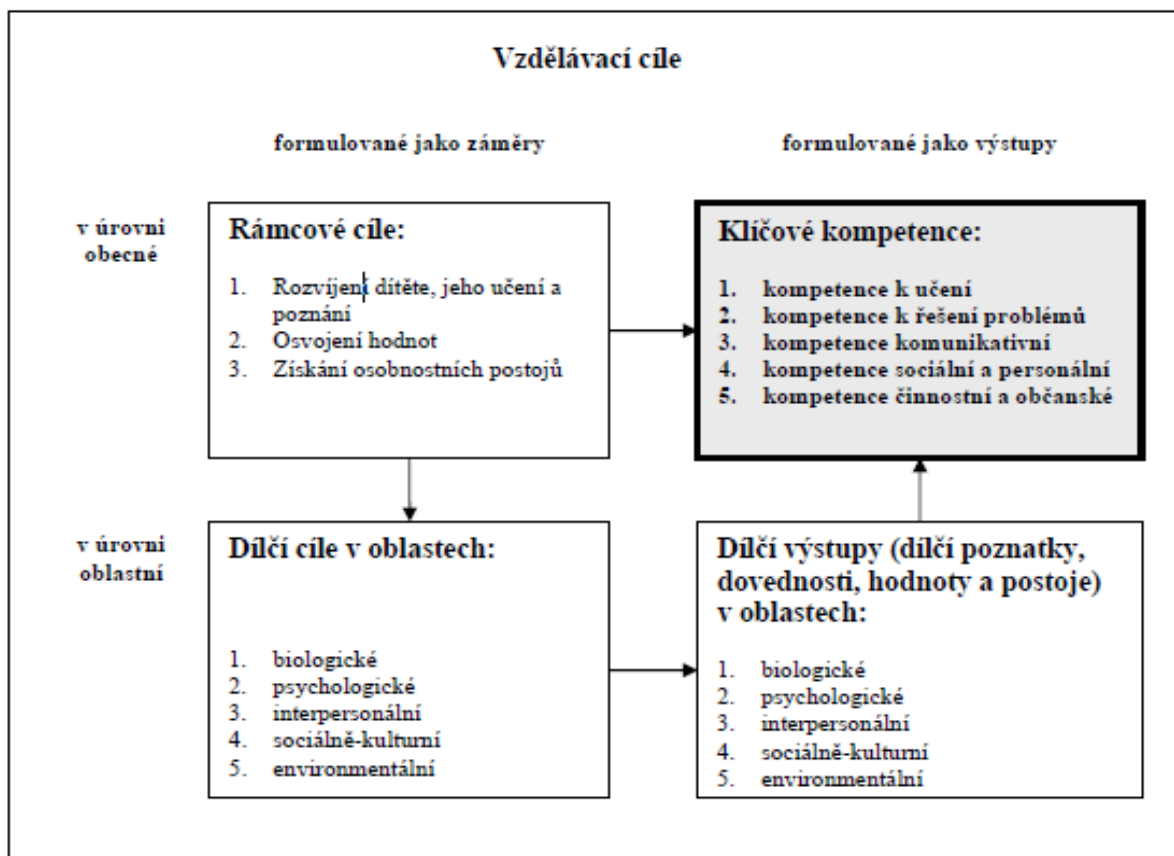 Vzdělávací cíle
formulované jako záměry
formulované jako výstupy
v úrovni
obecné
Rámcové cíle:
1. Rozvíjení dítěte, jeho učení a
poznání
2. Osvojení hodnot
3. Získání osobnostních postojů
Klíčové kompetence:
1. kompetence k učení
2. kompetence k řešení problémů
3. kompetence komunikativní
4. kompetence sociální a personální
5. kompetence činnostní a občanské
v úrovni
oblastní
Dílčí cíle v oblastech:
1. biologické
2. psychologické
3. interpersonální
4. sociálně-kulturní
5. environmentální
Dílčí výstupy (dílčí poznatky,
dovednosti, hodnoty a postoje)
v oblastech:
1. biologické
2. psychologické
3. interpersonální
4. sociálně-kulturní
5. environmentální